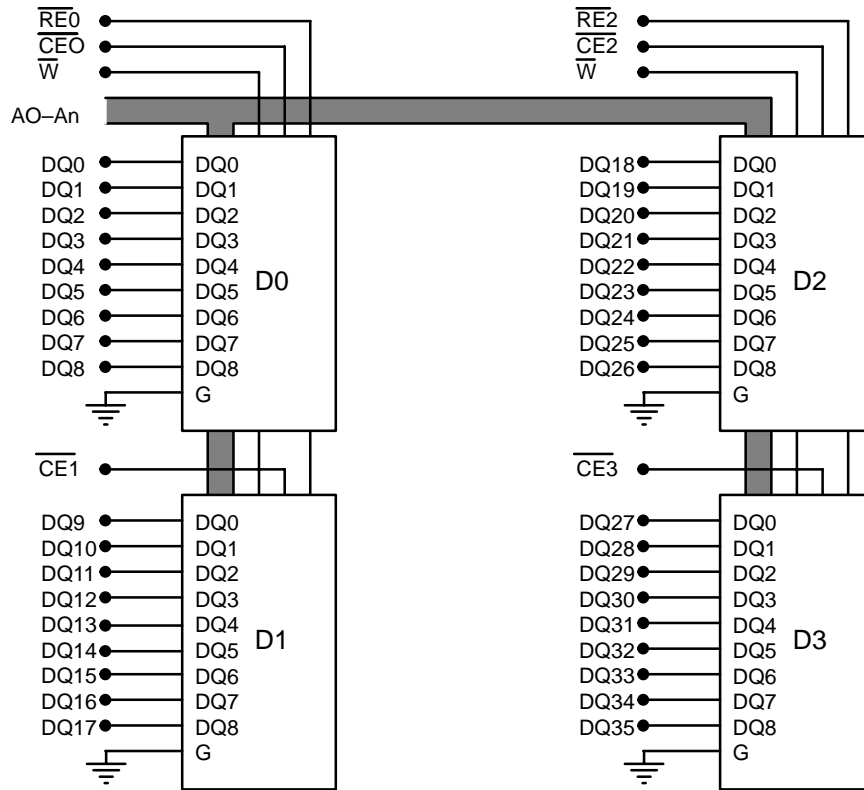 RE0
CEO
W
AO–An
DQ0
DQ1
DQ2
DQ3
DQ4
DQ5
DQ6
DQ7
DQ8
DQ0
DQ1
DQ2
DQ3
DQ4
DQ5
DQ6
DQ7
DQ8
G
D0
CE1
DQ9
DQ10
DQ11
DQ12
DQ13
DQ14
DQ15
DQ16
DQ17
DQ0
DQ1
DQ2
DQ3
DQ4
DQ5
DQ6
DQ7
DQ8
G
D1
RE2
CE2
W
DQ18
DQ19
DQ20
DQ21
DQ22
DQ23
DQ24
DQ25
DQ26
DQ0
DQ1
DQ2
DQ3
DQ4
DQ5
DQ6
DQ7
DQ8
G
D2
CE3
DQ27
DQ28
DQ29
DQ30
DQ31
DQ32
DQ33
DQ34
DQ35
DQ0
DQ1
DQ2
DQ3
DQ4
DQ5
DQ6
DQ7
DQ8
G
D3